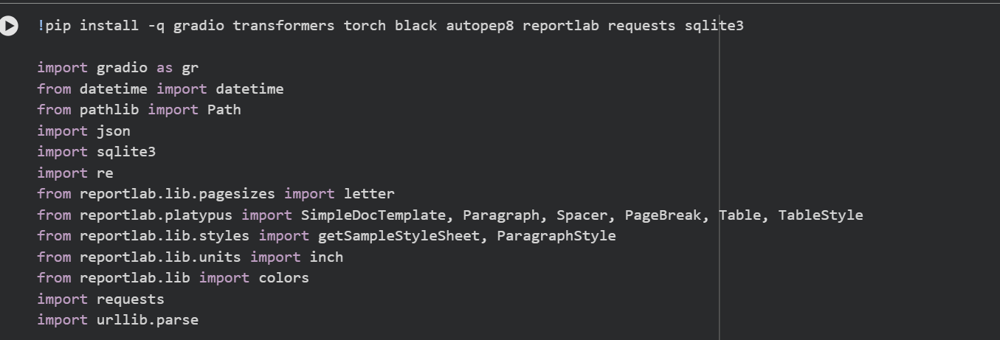 !pip install -q gradio transformers torch black autopep8 reportlab requests sqlite3
import gradio as gr
from datetime import datetime
from pathlib import Path
import json
import sqlite3
import re
from reportlab.lib.pagesizes import letter
from reportlab.platypus import SimpleDocTemplate, Paragraph, Spacer, PageBreak, Table, TableStyle
from reportlab.lib.styles import getSampleStyleSheet, ParagraphStyle
from reportlab.lib.units import inch
from reportlab.lib import colors
import requests
import urllib.parse